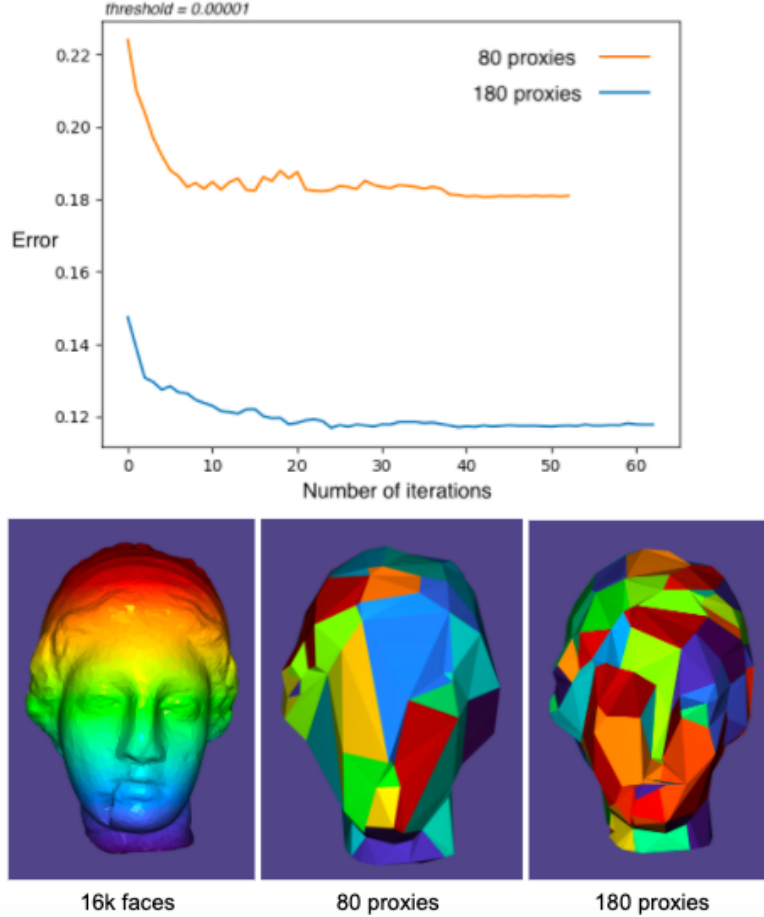 threshold = 0.00001
0.22
0.20
0.18
0.16
0.14
0.12
Error
80 proxies
180 proxies
0 10 20 30 40 50 60
Number of iterations
16k faces 80 proxies 180 proxies